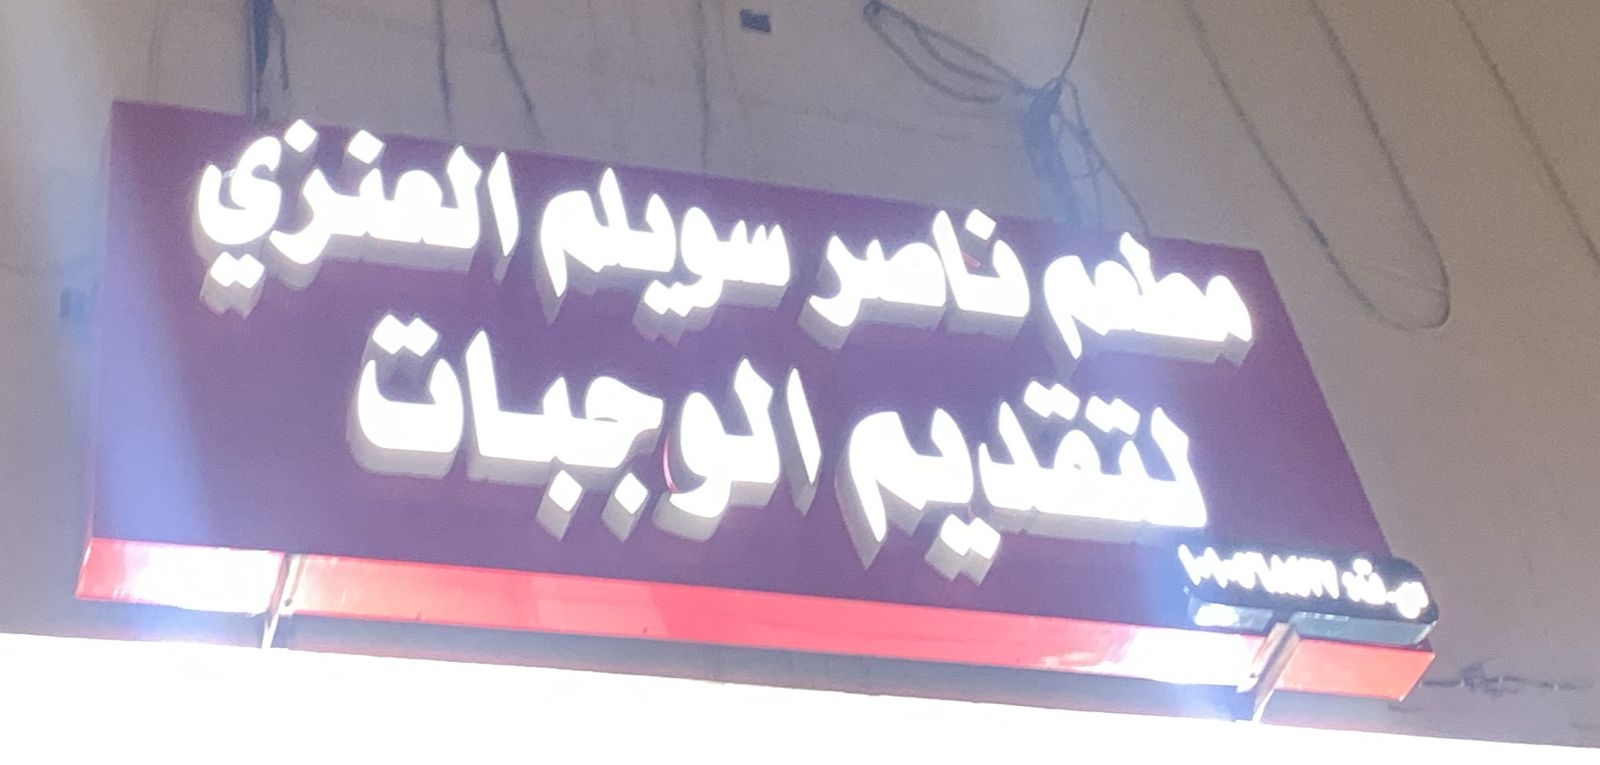 مطعم ناصر سويلم العنزي
لتقديم الوجبات